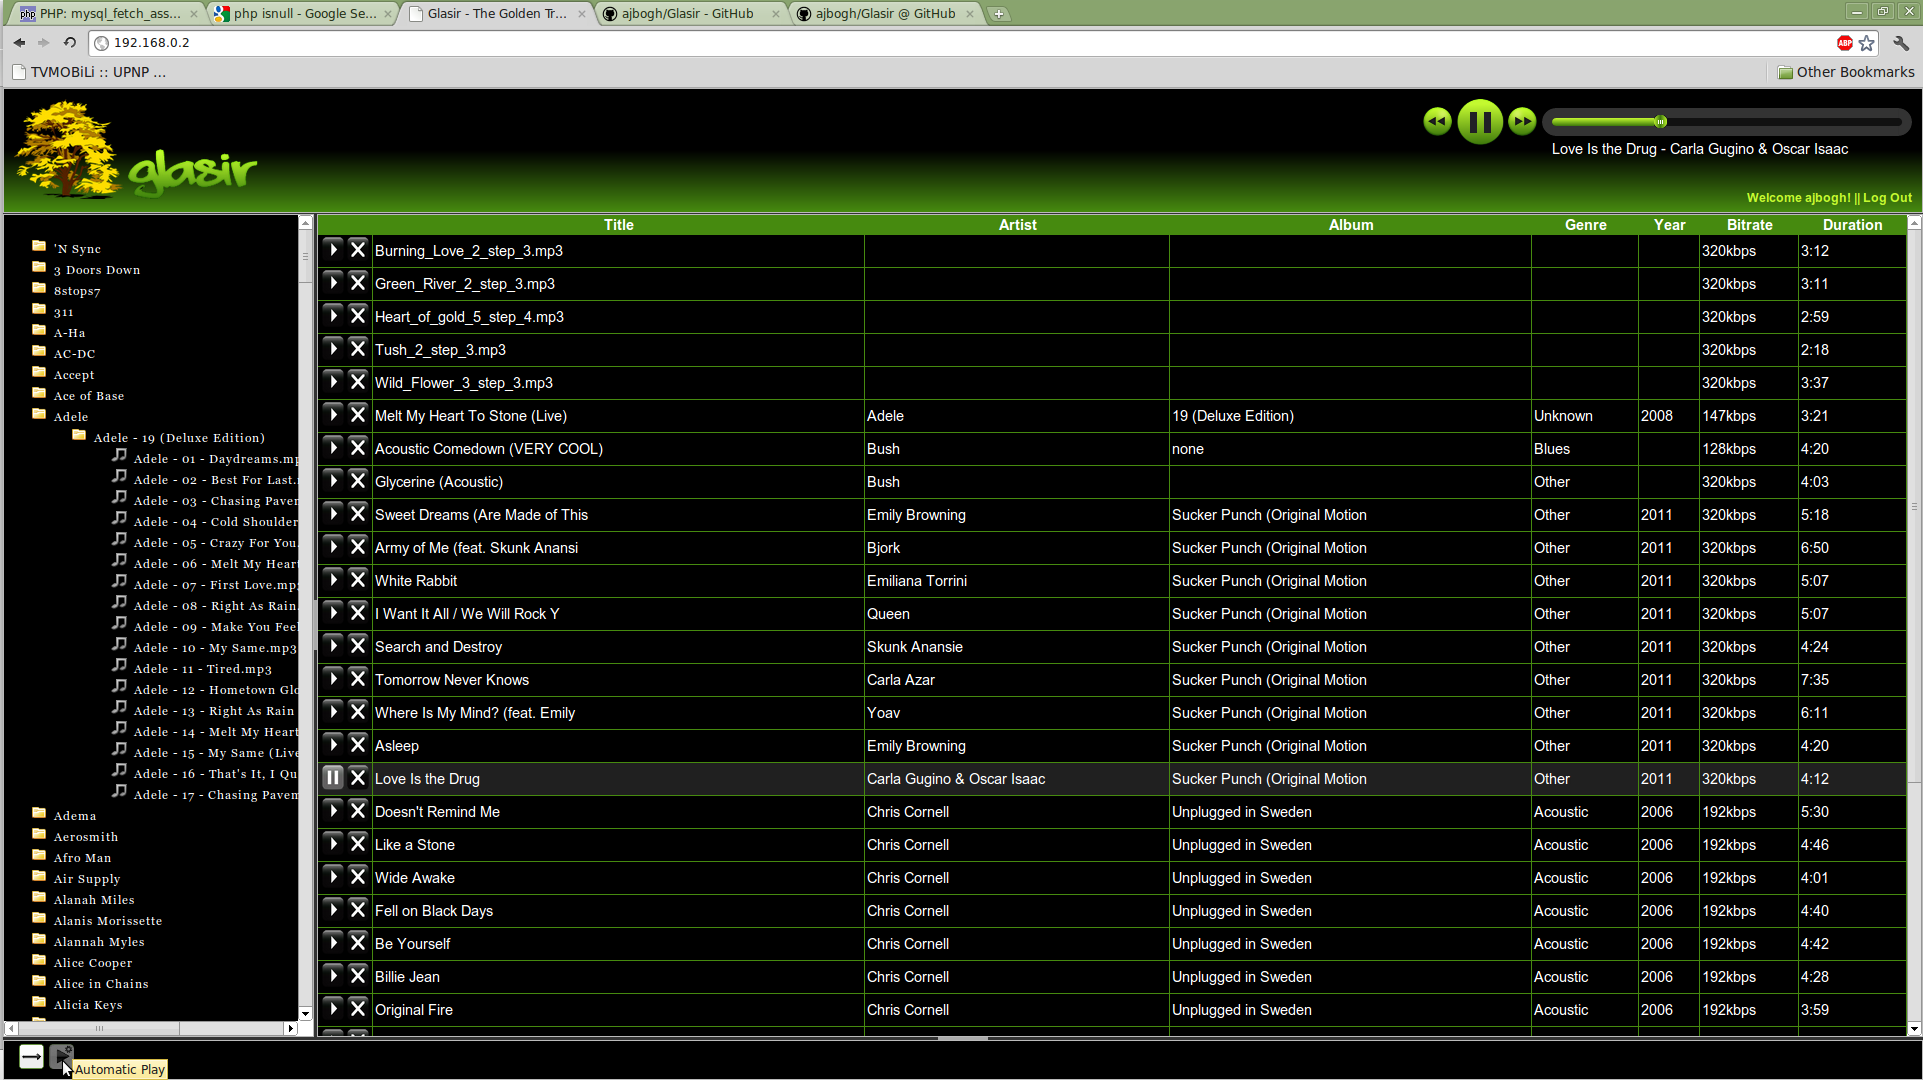 PHP: mysql_fetch_ass...
php isnull - Google Se...
Glasir - The Golden Tr...
ajbogh/Glasir - GitHub
ajbogh/Glasir @ GitHub
192.168.0.2
ABP
TVMOBiLi :: UPNP ...
Other Bookmarks
glasir
Love Is the Drug - Carla Gugino & Oscar Isaac
Welcome ajbogh! || Log Out
'N Sync
3 Doors Down
8stops7
311
A-Ha
AC-DC
Accept
Ace of Base
Adele
Adele - 19 (Deluxe Edition)
Adele - 01 - Daydreams.mp
Adele - 02 - Best For Last.
Adele - 03 - Chasing Paver
Adele - 04 - Cold Shoulder
Adele - 05 - Crazy For You
Adele - 06 - Melt My Hear
Adele - 07 - First Love.mp
Adele - 08 - Right As Rain.
Adele - 09 - Make You Feel
Adele - 10 - My Same.mp3
Adele - 11 - Tired.mp3
Adele - 12 - Hometown Glo
Adele - 13 - Right As Rain
Adele - 14 - Melt My Heart
Adele - 15 - My Same (Live
Adele - 16 - That's It, I Qu
Adele - 17 - Chasing Pavem
Adema
Aerosmith
Afro Man
Air Supply
Alanah Miles
Alanis Morissette
Alannah Myles
Alice Cooper
Alice in Chains
Alicia Keys
Title Artist Album Genre Year Bitrate Duration
Burning_Love_2_step_3.mp3 320kbps 3:12
Green_River_2_step_3.mp3 320kbps 3:11
Heart_of_gold_5_step_4.mp3 320kbps 2:59
Tush_2_step_3.mp3 320kbps 2:18
Wild_Flower_3_step_3.mp3 320kbps 3:37
Melt My Heart To Stone (Live) Adele 19 (Deluxe Edition) Unknown 2008 147kbps 3:21
Acoustic Comedown (VERY COOL) Bush none Blues 128kbps 4:20
Glycerine (Acoustic) Bush Other 320kbps 4:03
Sweet Dreams (Are Made of This Emily Browning Sucker Punch (Original Motion Other 2011 320kbps 5:18
Army of Me (feat. Skunk Anansi Bjork Sucker Punch (Original Motion Other 2011 320kbps 6:50
White Rabbit Emiliana Torrini Sucker Punch (Original Motion Other 2011 320kbps 5:07
I Want It All / We Will Rock Y Queen Sucker Punch (Original Motion Other 2011 320kbps 5:07
Search and Destroy Skunk Anansie Sucker Punch (Original Motion Other 2011 320kbps 4:24
Tomorrow Never Knows Carla Azar Sucker Punch (Original Motion Other 2011 320kbps 7:35
Where Is My Mind? (feat. Emily Yoav Sucker Punch (Original Motion Other 2011 320kbps 6:11
Asleep Emily Browning Sucker Punch (Original Motion Other 2011 320kbps 4:20
Love Is the Drug Carla Gugino & Oscar Isaac Sucker Punch (Original Motion Other 2011 320kbps 4:12
Doesn't Remind Me Chris Cornell Unplugged in Sweden Acoustic 2006 192kbps 5:30
Like a Stone Chris Cornell Unplugged in Sweden Acoustic 2006 192kbps 4:46
Wide Awake Chris Cornell Unplugged in Sweden Acoustic 2006 192kbps 4:01
Fell on Black Days Chris Cornell Unplugged in Sweden Acoustic 2006 192kbps 4:40
Be Yourself Chris Cornell Unplugged in Sweden Acoustic 2006 192kbps 4:42
Billie Jean Chris Cornell Unplugged in Sweden Acoustic 2006 192kbps 4:28
Original Fire Chris Cornell Unplugged in Sweden Acoustic 2006 192kbps 3:59
Automatic Play